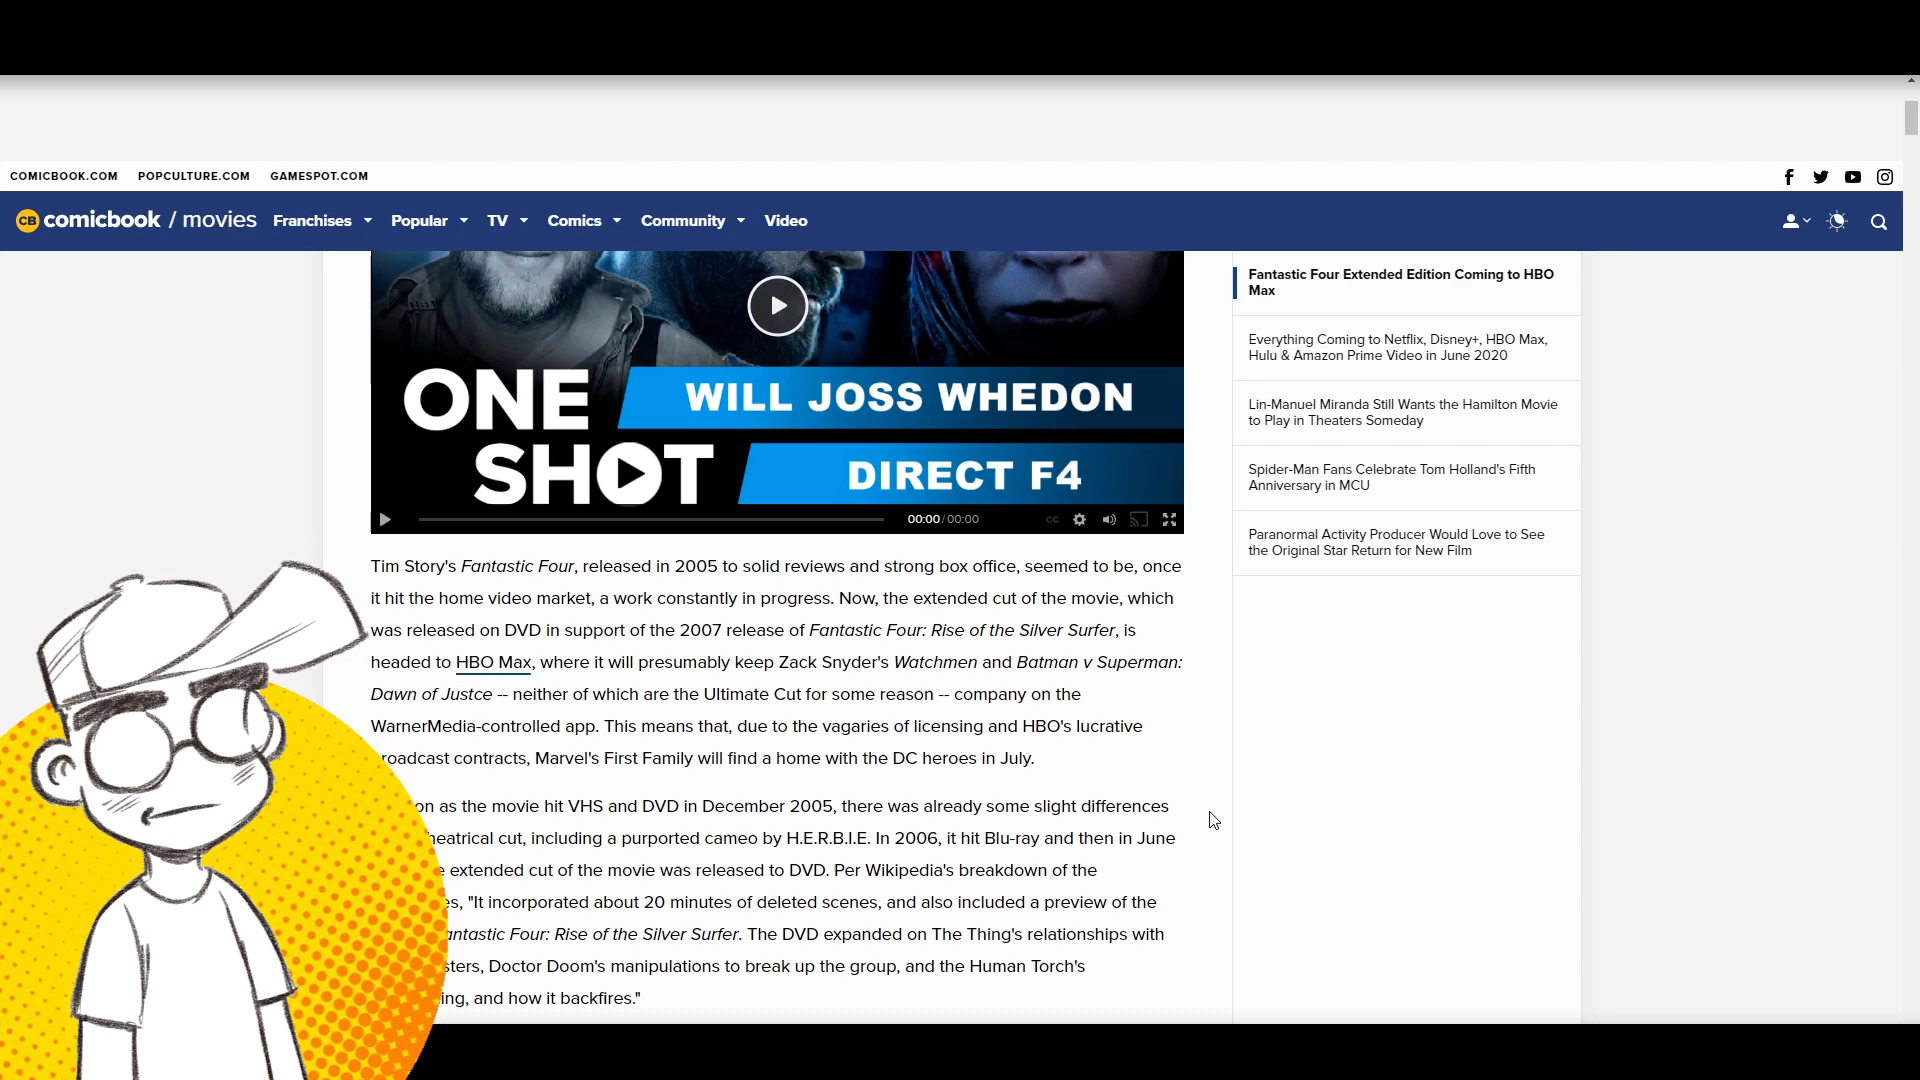 COMICBOOK.COM POPCULTURE.COM GAMESPOT.COM
CB comicbook / movies Franchises Popular TV Comics Community Video
ONE SHOT
WILL JOSS WHEDON
DIRECT F4
00:00 / 00:00 CC
Tim Story's Fantastic Four, released in 2005 to solid reviews and strong box office, seemed to be, once
it hit the home video market, a work constantly in progress. Now, the extended cut of the movie, which
was released on DVD in support of the 2007 release of Fantastic Four: Rise of the Silver Surfer, is
headed to HBO Max, where it will presumably keep Zack Snyder's Watchmen and Batman v Superman:
Dawn of Justce -- neither of which are the Ultimate Cut for some reason -- company on the
WarnerMedia-controlled app. This means that, due to the vagaries of licensing and HBO's lucrative
roadcast contracts, Marvel's First Family will find a home with the DC heroes in July.
on as the movie hit VHS and DVD in December 2005, there was already some slight differences
heatrical cut, including a purported cameo by H.E.R.B.I.E. In 2006, it hit Blu-ray and then in June
extended cut of the movie was released to DVD. Per Wikipedia's breakdown of the
es, "It incorporated about 20 minutes of deleted scenes, and also included a preview of the
antastic Four: Rise of the Silver Surfer. The DVD expanded on The Thing's relationships with
sters, Doctor Doom's manipulations to break up the group, and the Human Torch's
ing, and how it backfires."
Fantastic Four Extended Edition Coming to HBO
Max
Everything Coming to Netflix, Disney+, HBO Max,
Hulu & Amazon Prime Video in June 2020
Lin-Manuel Miranda Still Wants the Hamilton Movie
to Play in Theaters Someday
Spider-Man Fans Celebrate Tom Holland's Fifth
Anniversary in MCU
Paranormal Activity Producer Would Love to See
the Original Star Return for New Film